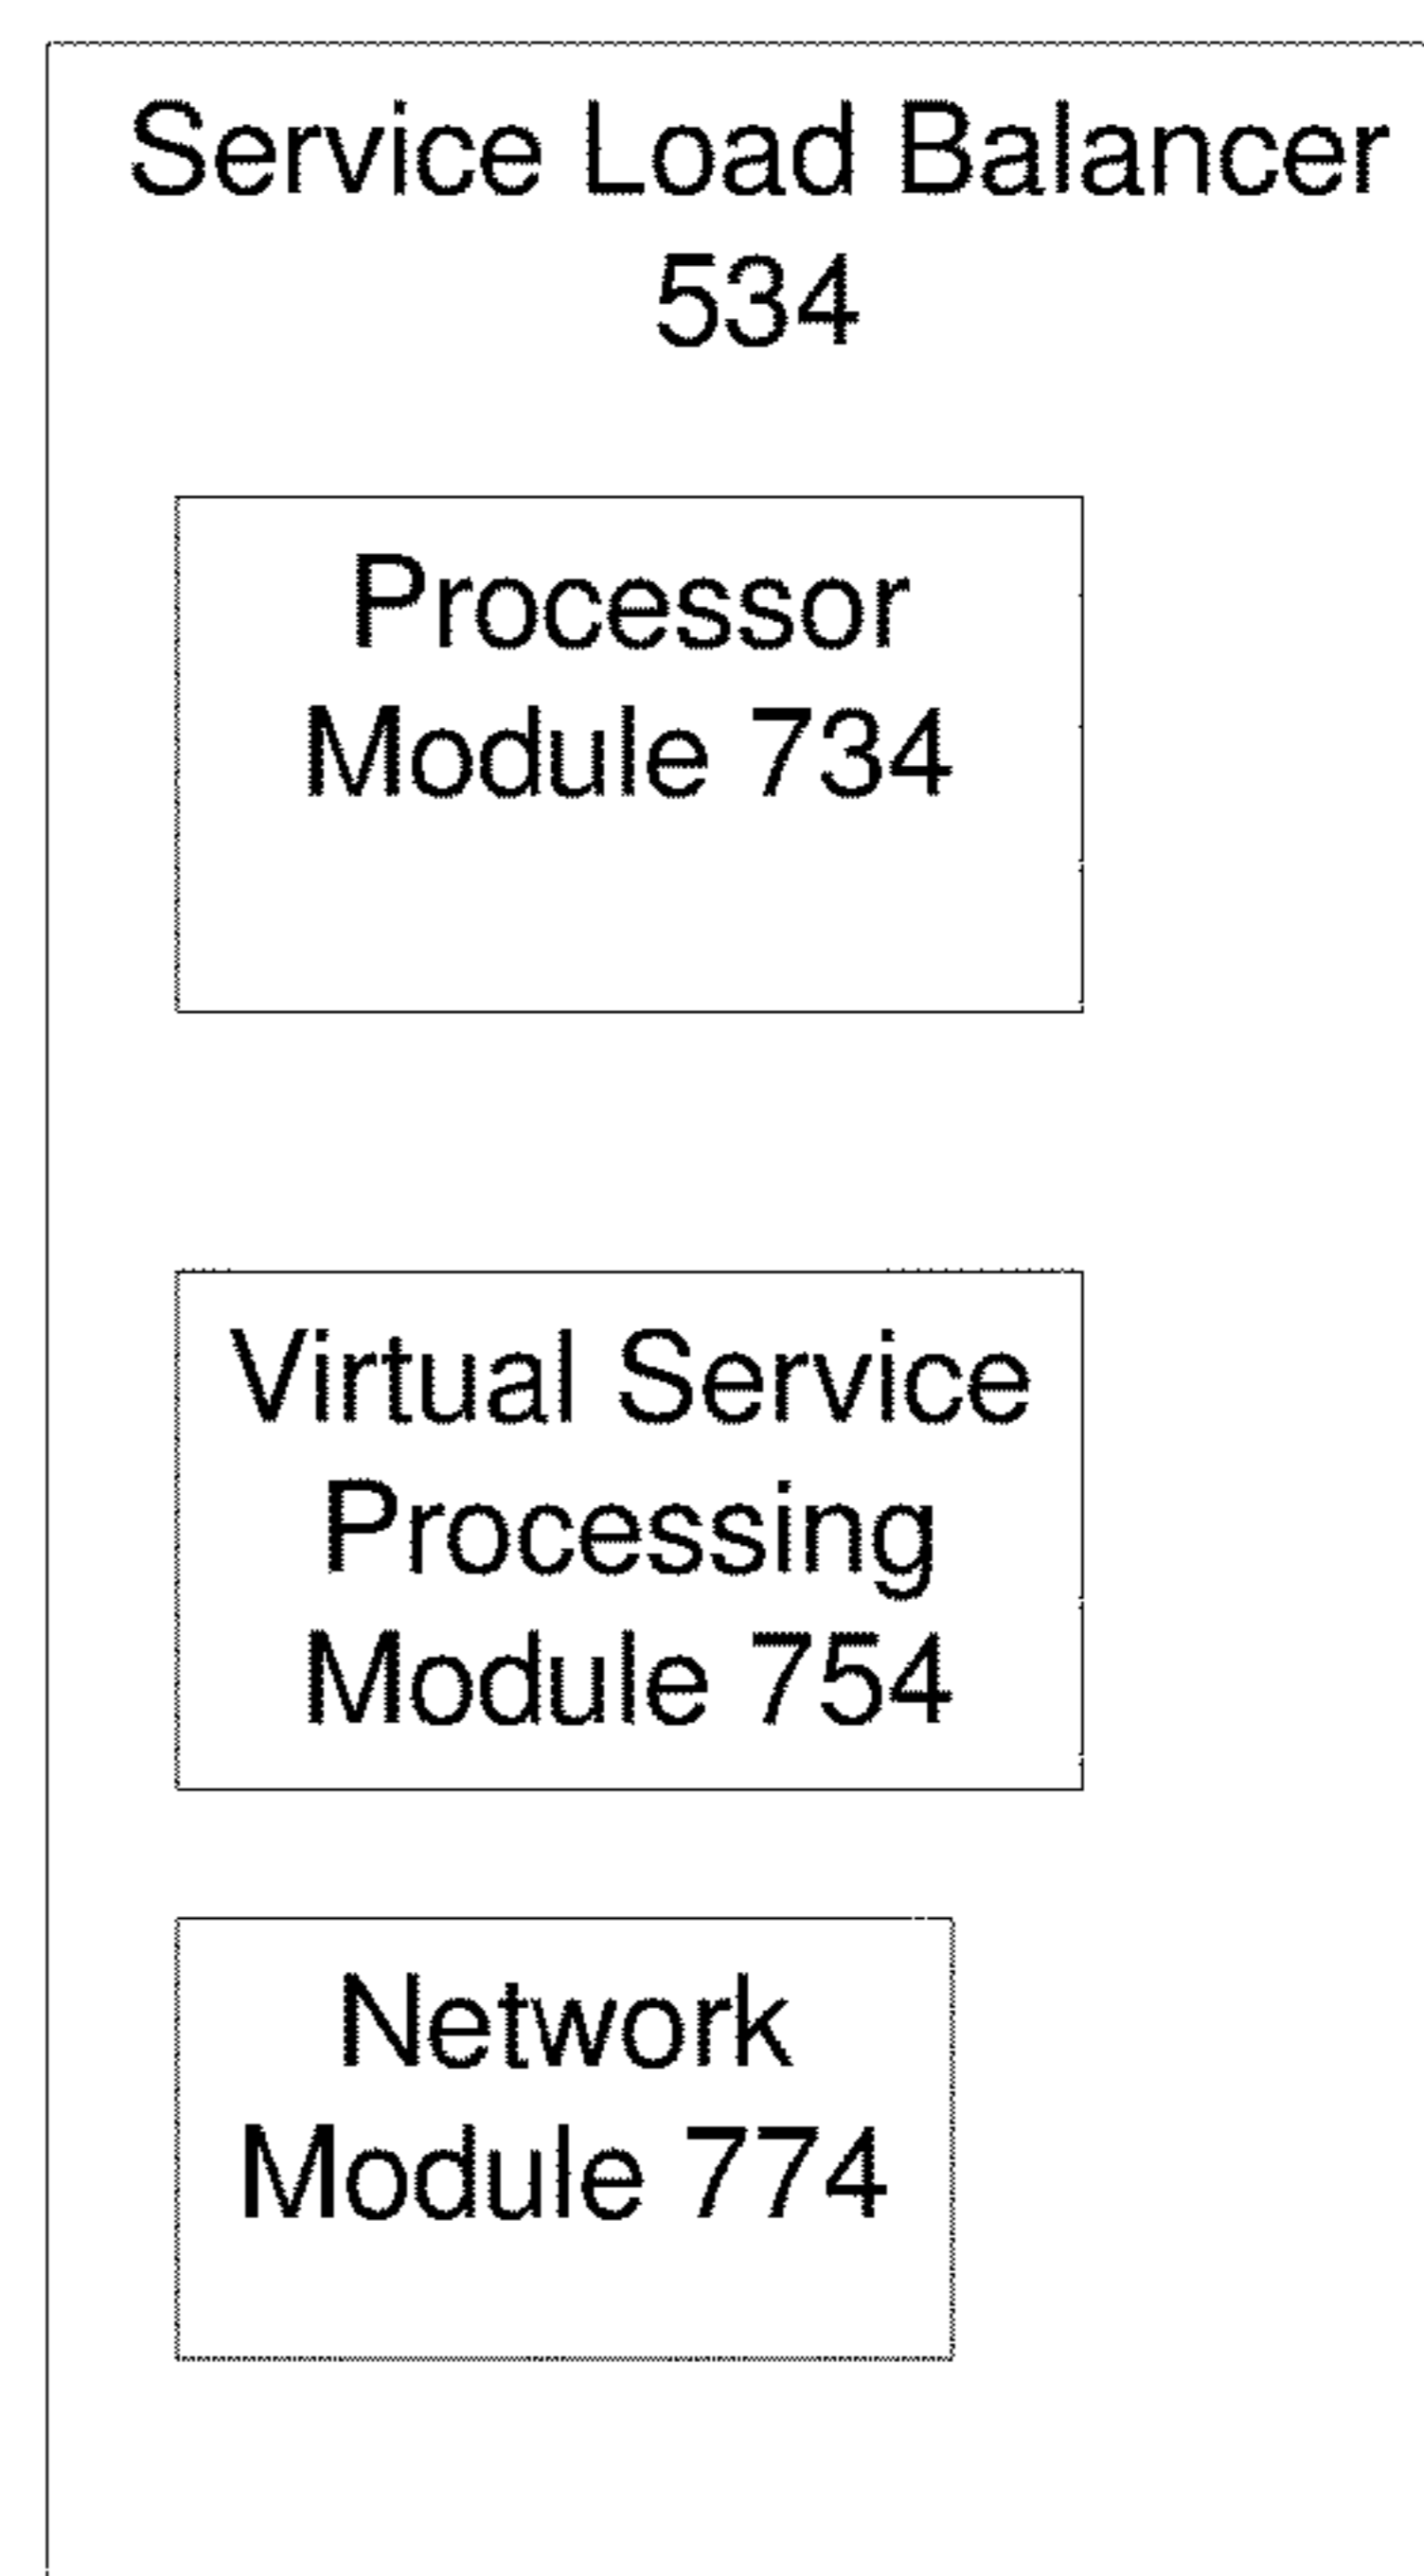 Service Load Balancer
534
Processor
Module 734
Virtual Service
Processing
Module 754
Network
Module 774